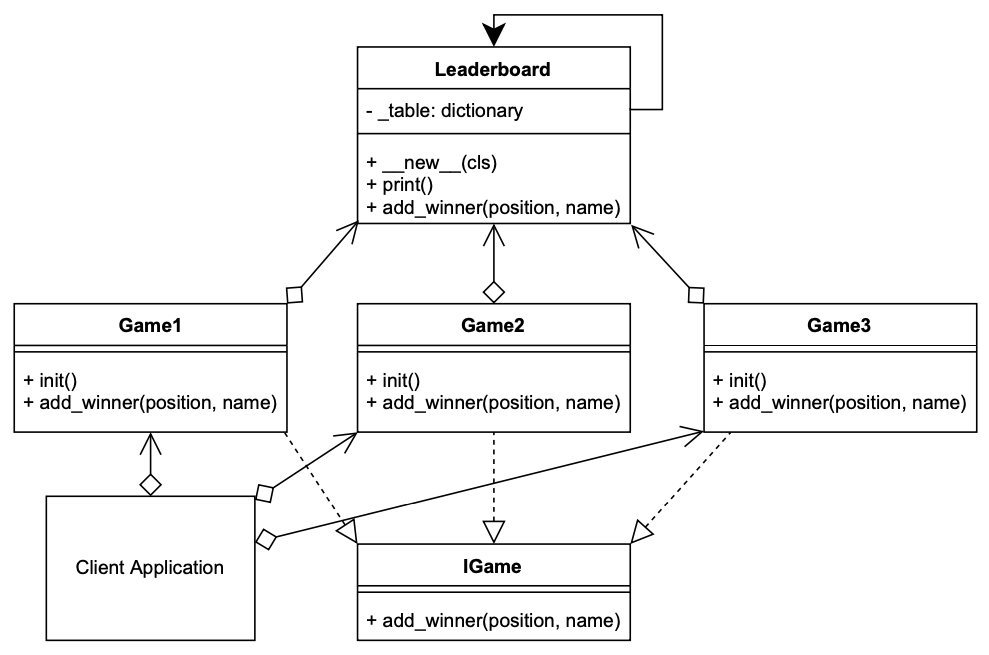 Leaderboard
- _table: dictionary
+ __new__(cls)
+ print()
+ add_winner(position, name)
Game1
+ init()
+ add_winner(position, name)
Game2
+ init()
+ add_winner(position, name)
Game3
+ init()
+ add_winner(position, name)
Client Application
IGame
+ add_winner(position, name)